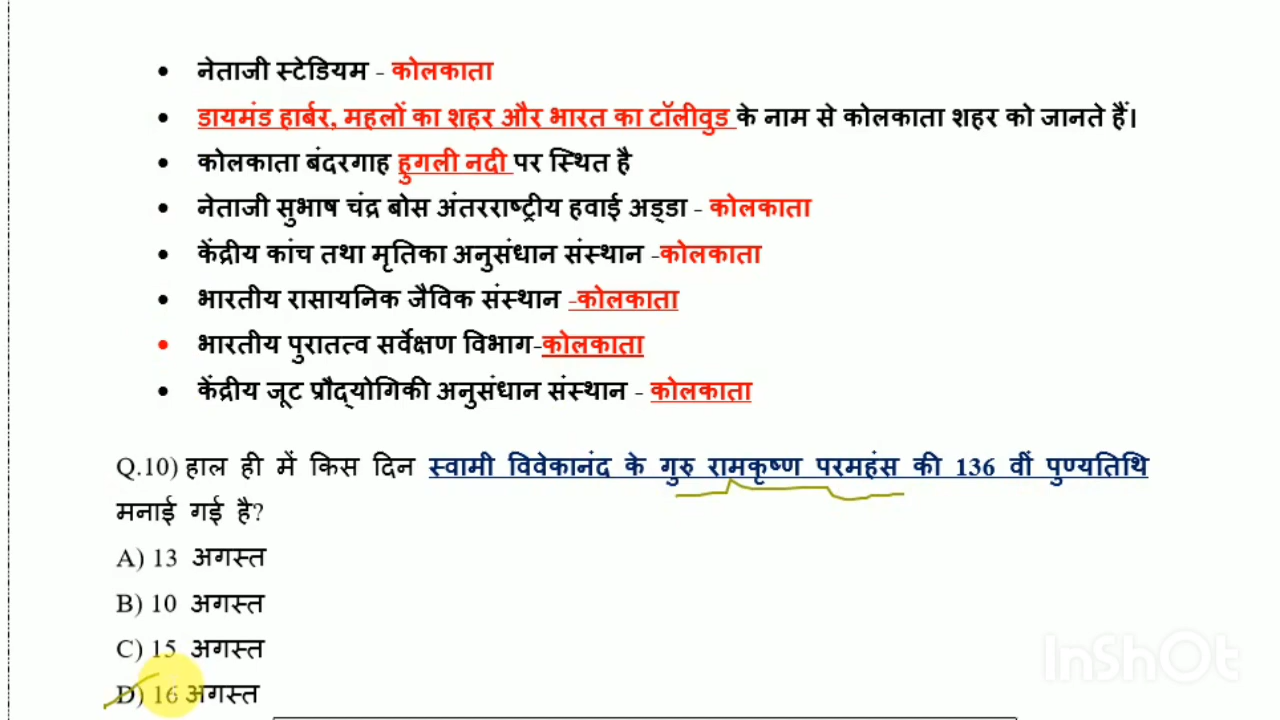 • नेताजी स्टेडियम - कोलकाता
• डायमंड हार्बर, महलों का शहर और भारत का टॉलीवुड के नाम से कोलकाता शहर को जानते हैं।
• कोलकाता बंदरगाह हुगली नदी पर स्थित है
• नेताजी सुभाष चंद्र बोस अंतरराष्ट्रीय हवाई अड्डा - कोलकाता
• केंद्रीय कांच तथा मृतिका अनुसंधान संस्थान -कोलकाता
• भारतीय रासायनिक जैविक संस्थान -कोलकाता
• भारतीय पुरातत्व सर्वेक्षण विभाग-कोलकाता
• केंद्रीय जूट प्रौद्योगिकी अनुसंधान संस्थान - कोलकाता
Q.10) हाल ही में किस दिन स्वामी विवेकानंद के गुरु रामकृष्ण परमहंस की 136 वीं पुण्यतिथि
मनाई गई है?
A) 13 अगस्त
B) 10 अगस्त
C) 15 अगस्त
InShOt
D) 16 अगस्त